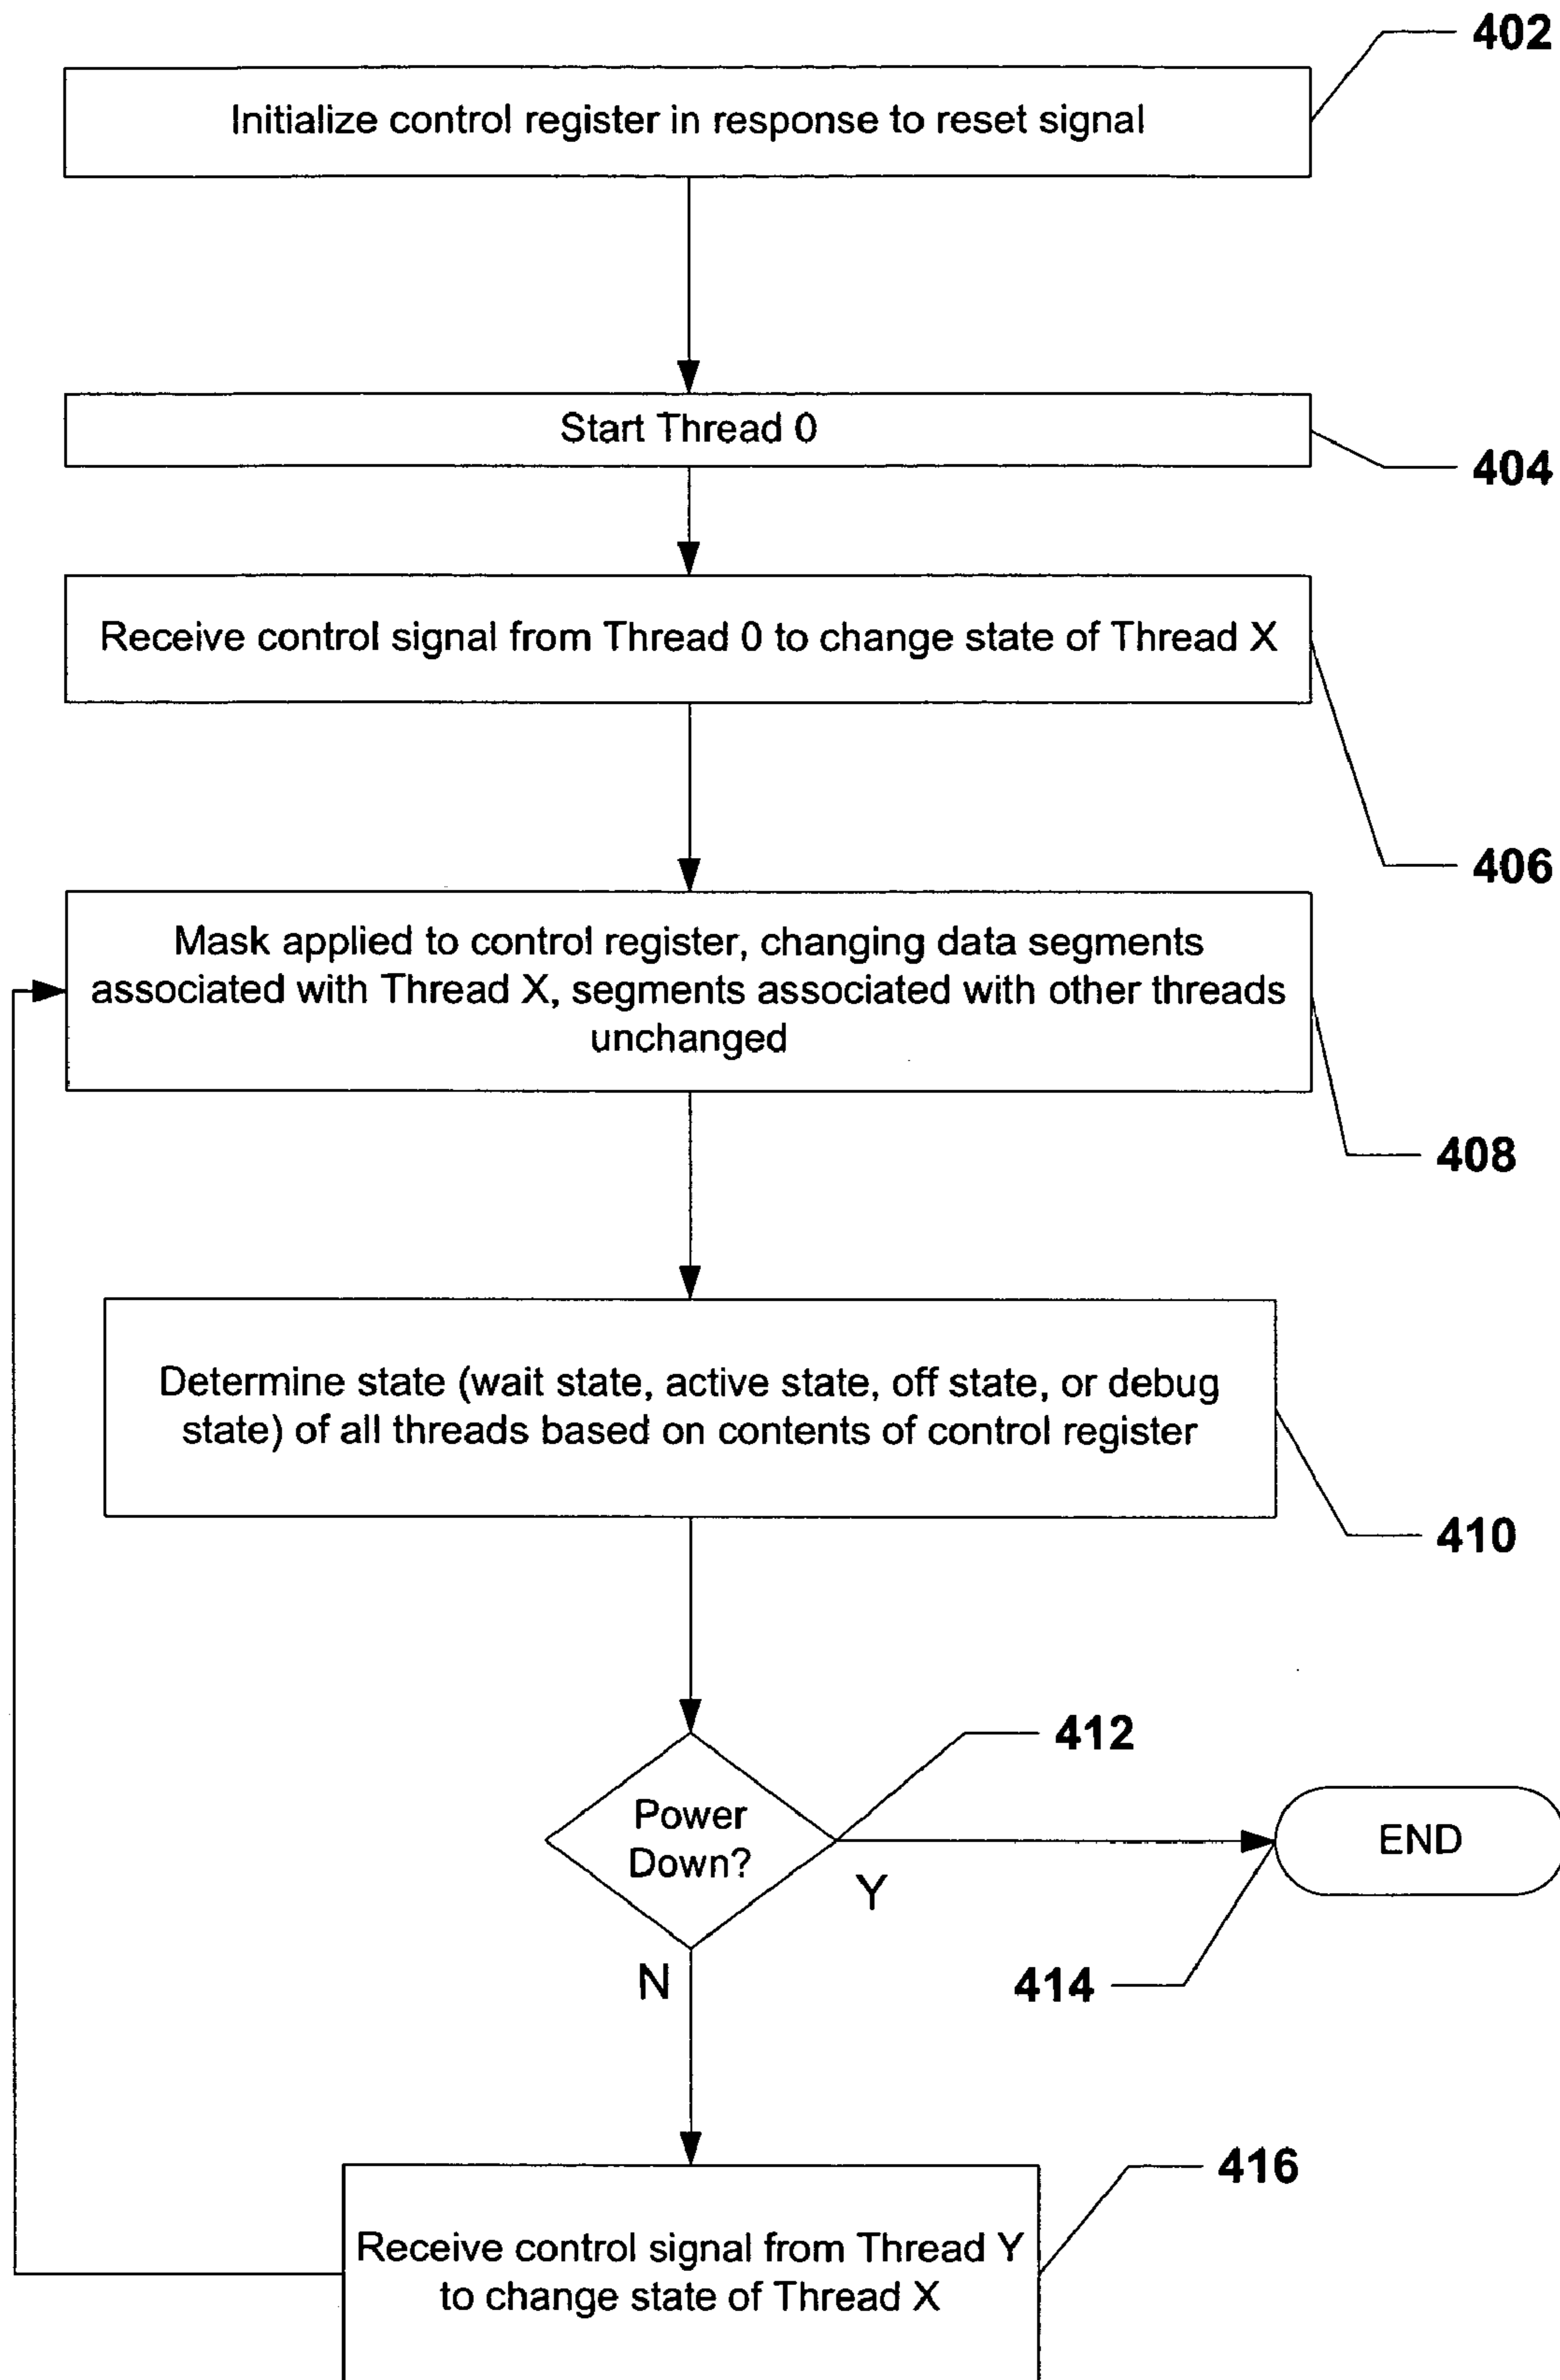 402
Initialize control register in response to reset signal
Start Thread 0
404
Receive control signal from Thread 0 to change state of Thread X
406
Mask applied to control register, changing data segments
associated with Thread X, segments associated with other threads
unchanged
408
Determine state (wait state, active state, off state, or debug
state) of all threads based on contents of control register
410
412
Power
Down?
END
Y
N
414
416
Receive control signal from Thread Y
to change state of Thread X